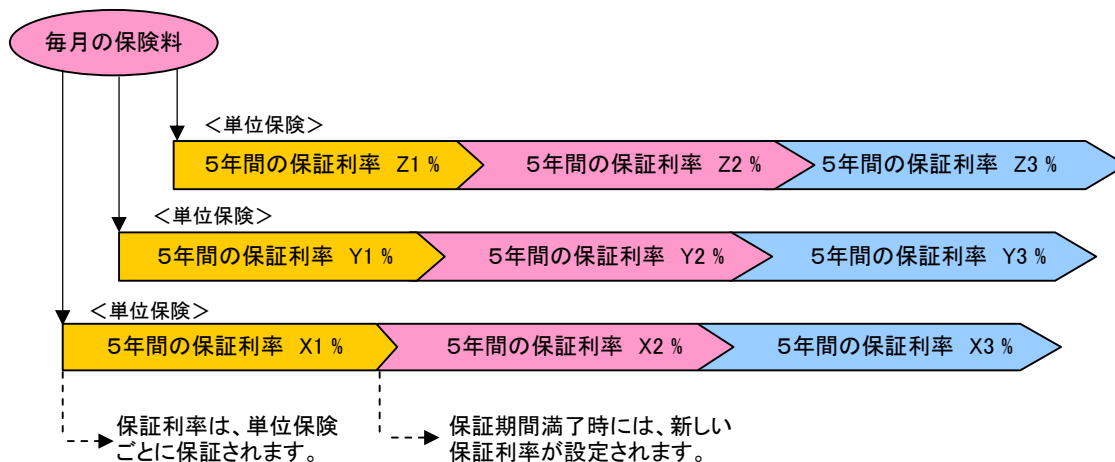 毎月の保険料
＜単位保険＞
５年間の保証利率 Z1 %
５年間の保証利率 Z2 %
５年間の保証利率 Z3 %
＜単位保険＞
５年間の保証利率 Y1 %
５年間の保証利率 Y2 %
５年間の保証利率 Y3 %
＜単位保険＞
５年間の保証利率 X1 %
５年間の保証利率 X2 %
５年間の保証利率 X3 %
保証利率は、単位保険
ごとに保証されます。
保証期間満了時には、新しい
保証利率が設定されます。